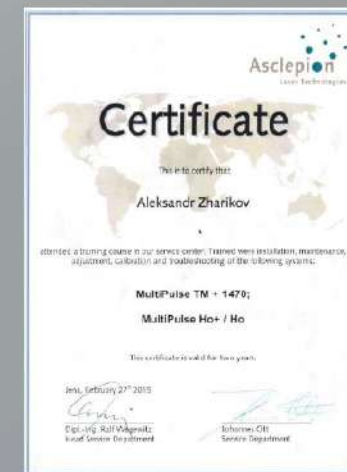 Asclepion
Laser Technologies
Certificate
This is to certify that
Aleksandr Zharikov
attended a training course in our service center. Trained were installation, maintenance,
adjustment, calibration and troubleshooting of the following systems:
MultiPulse TM + 1470;
MultiPulse Ho+ / Ho
This certificate is valid for two years.
Jena, February 27th 2015
Dipl.-Ing. Ralf Wagewitz
Head Service Department
Johannes Ott
Service Department